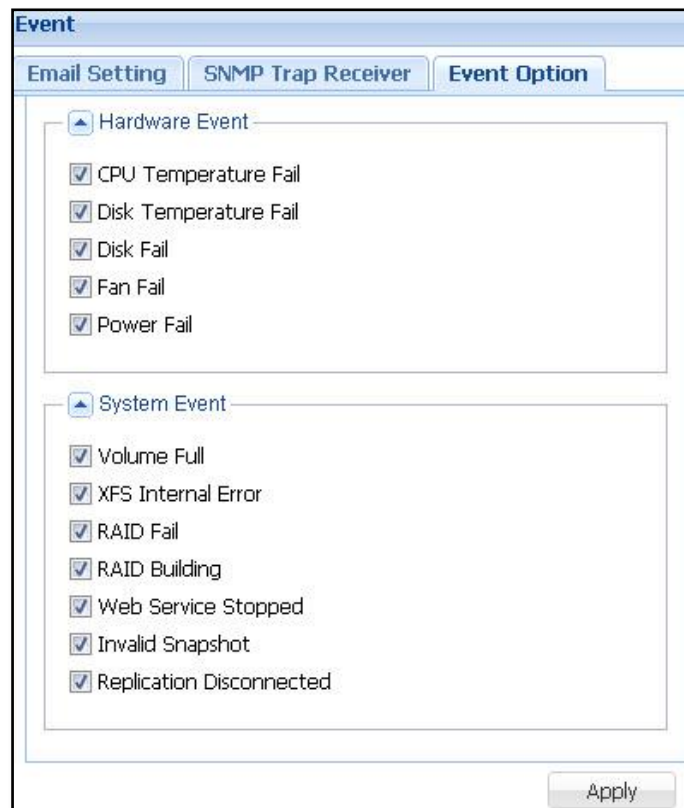 Event
Email Setting SNMP Trap Receiver Event Option
Hardware Event
CPU Temperature Fail
Disk Temperature Fail
Disk Fail
Fan Fail
Power Fail
System Event
Volume Full
XFS Internal Error
RAID Fail
RAID Building
Web Service Stopped
Invalid Snapshot
Replication Disconnected
Apply